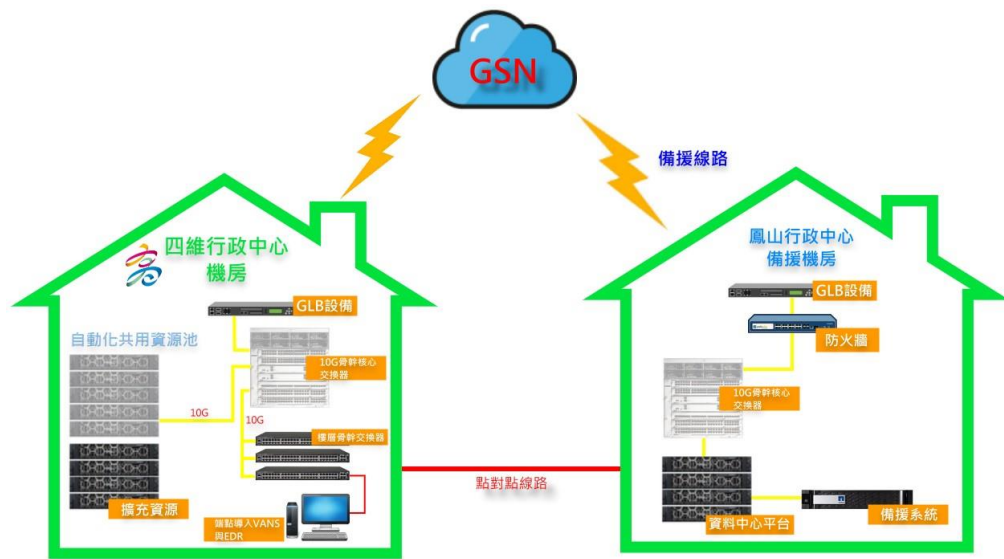 GSN
備援線路
四維行政中心
機房
GLB設備
自動化共用資源池
10G骨幹核心
交換器
10G
10G
樓層骨幹交換器
擴充資源
端點導入VANS
與EDR
點對點線路
鳳山行政中心
備援機房
GLB設備
防火牆
10G骨幹核心
交換器
資料中心平台
備援系統